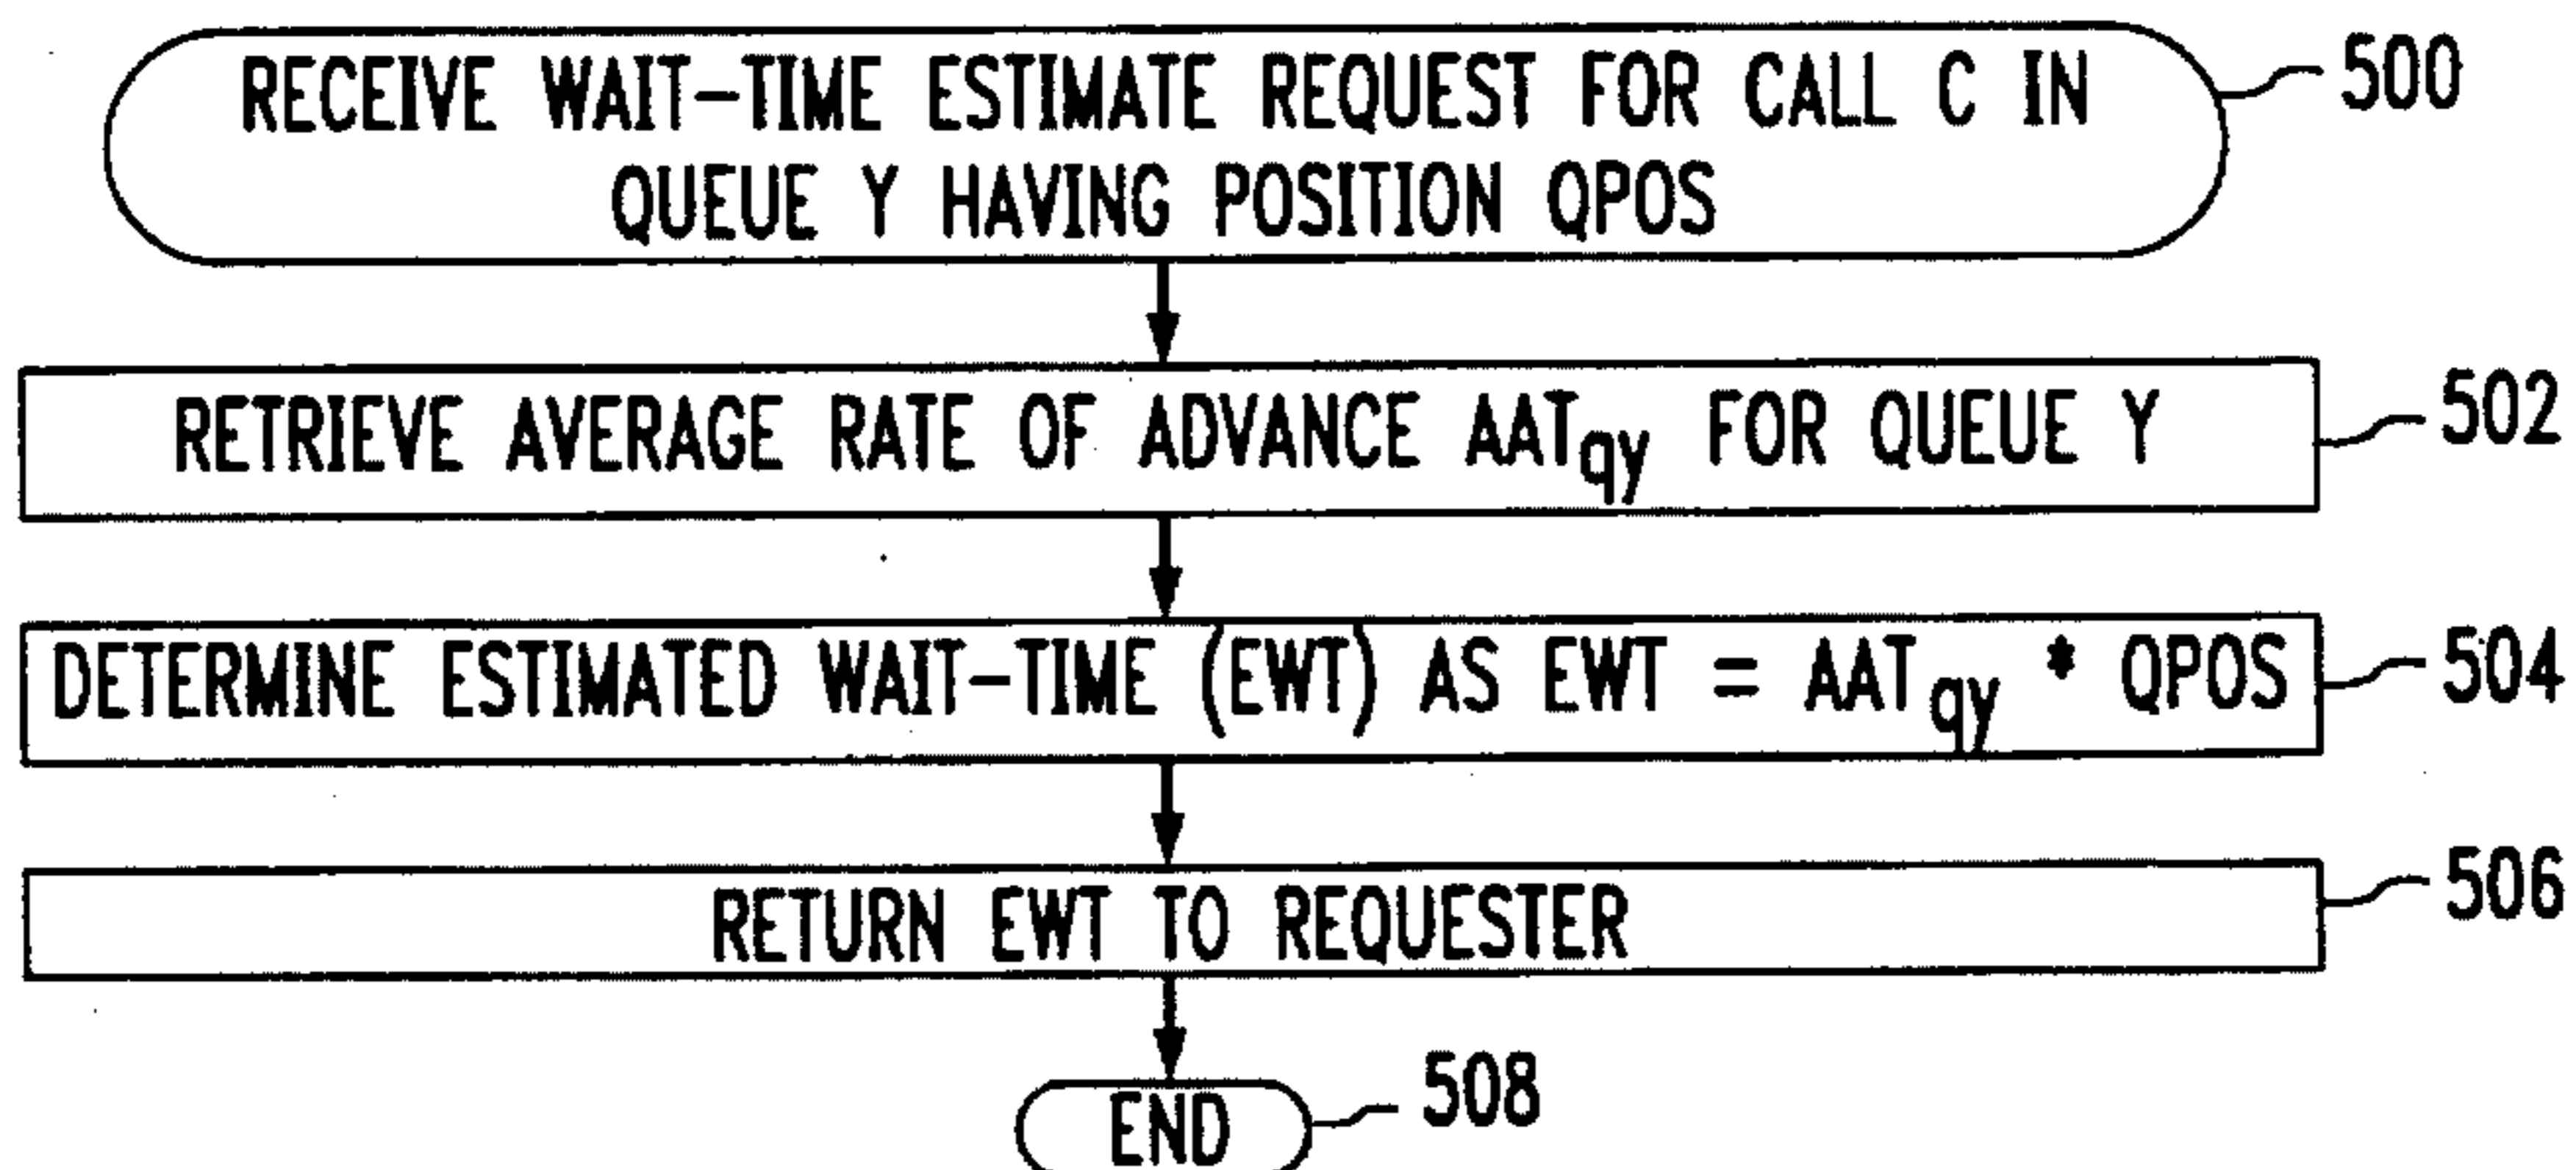 RECEIVE WAIT-TIME ESTIMATE REQUEST FOR CALL C IN
QUEUE Y HAVING POSITION QPOS
500
RETRIEVE AVERAGE RATE OF ADVANCE AATqy FOR QUEUE Y
502
DETERMINE ESTIMATED WAIT-TIME (EWT) AS EWT = AATqy * QPOS
504
RETURN EWT TO REQUESTER
506
END
508